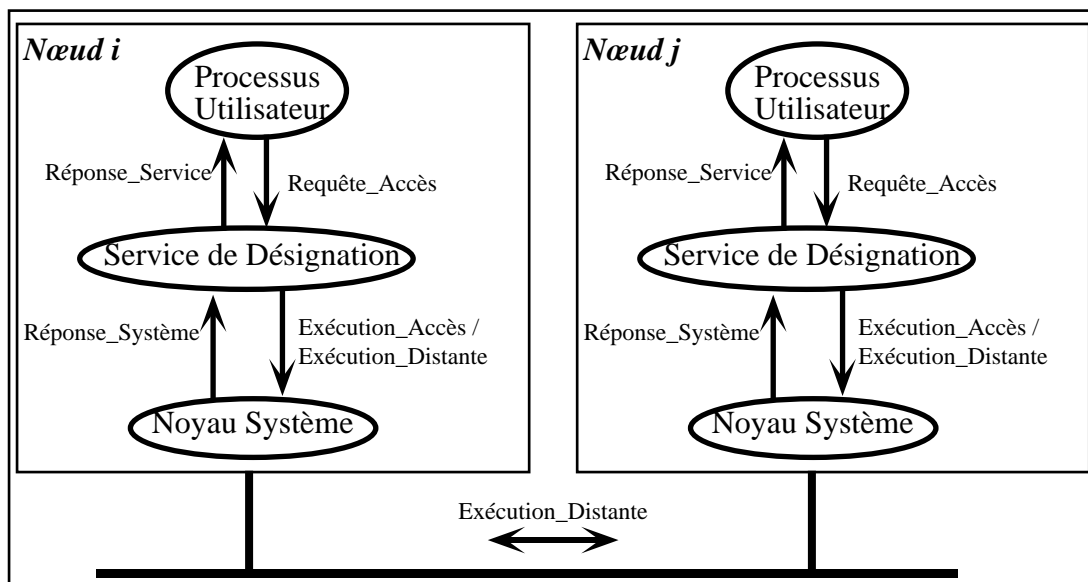 Nœud i
Processus
Utilisateur
Réponse_Service
Requête_Accès
Service de Désignation
Réponse_Système
Exécution_Accès /
Exécution_Distante
Noyau Système
Nœud j
Processus
Utilisateur
Réponse_Service
Requête_Accès
Service de Désignation
Réponse_Système
Exécution_Accès /
Exécution_Distante
Noyau Système
Exécution_Distante